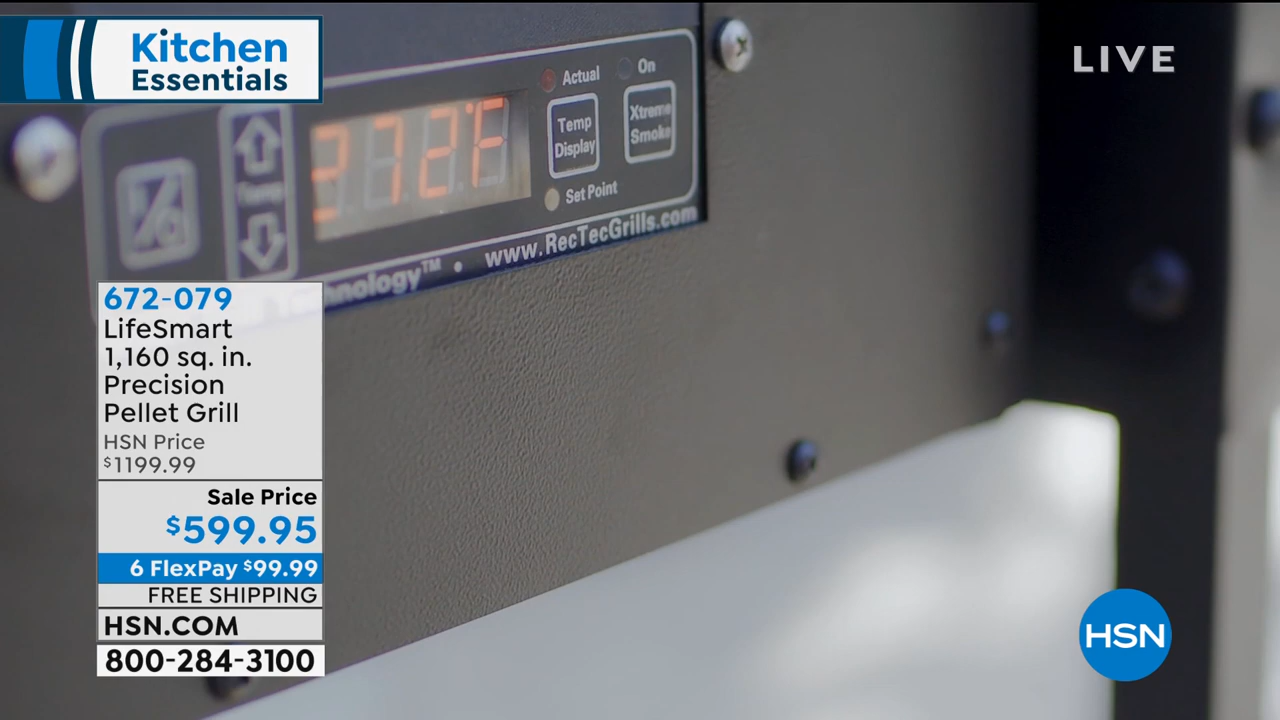 Kitchen
Essentials
LIVE
Actual
On
272°F
Temp
Display
Xtreme
Smoke
Set Point
Temp
www.RecTecGrills.com
Technology™ •
672-079
LifeSmart
1,160 sq. in.
Precision
Pellet Grill
HSN Price
$1199.99
Sale Price
$599.95
6 FlexPay $99.99
FREE SHIPPING
HSN.COM
800-284-3100
HSN